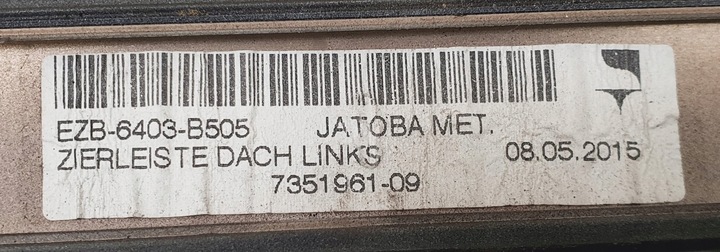 EZB-6403-B505 JATOBA MET.
ZIERLEISTE DACH LINKS 08.05.2015
7351961-09